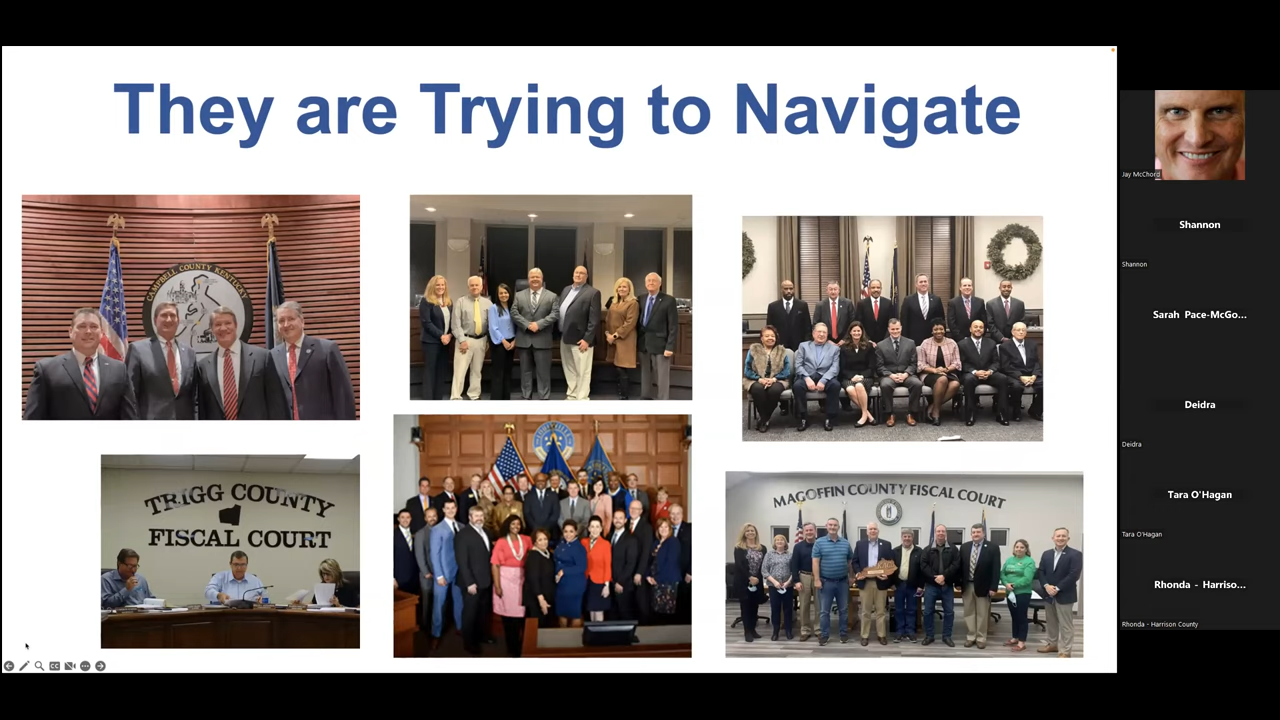 They are Trying to Navigate
CAMPBELL COUNTY KENTUCKY
TRIGG COUNTY
FISCAL COURT
MAGOFFIN COUNTY FISCAL COURT
CC
Jay McChord
Shannon
Shannon
Sarah Pace-McGo...
Deidra
Deidra
Tara O'Hagan
Tara O'Hagan
Rhonda - Harriso...
Rhonda - Harrison County